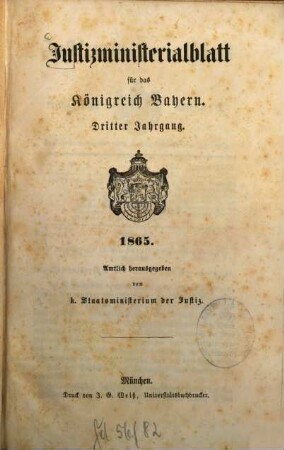 Justizministerialblatt
für das
Königreich Bayern.
Dritter Jahrgang.
1865.
Amtlich herausgegeben
vom
k. Staatsministerium der Justiz.
München.
Druck von J. G. Weiß, Universitätsbuchdrucker.